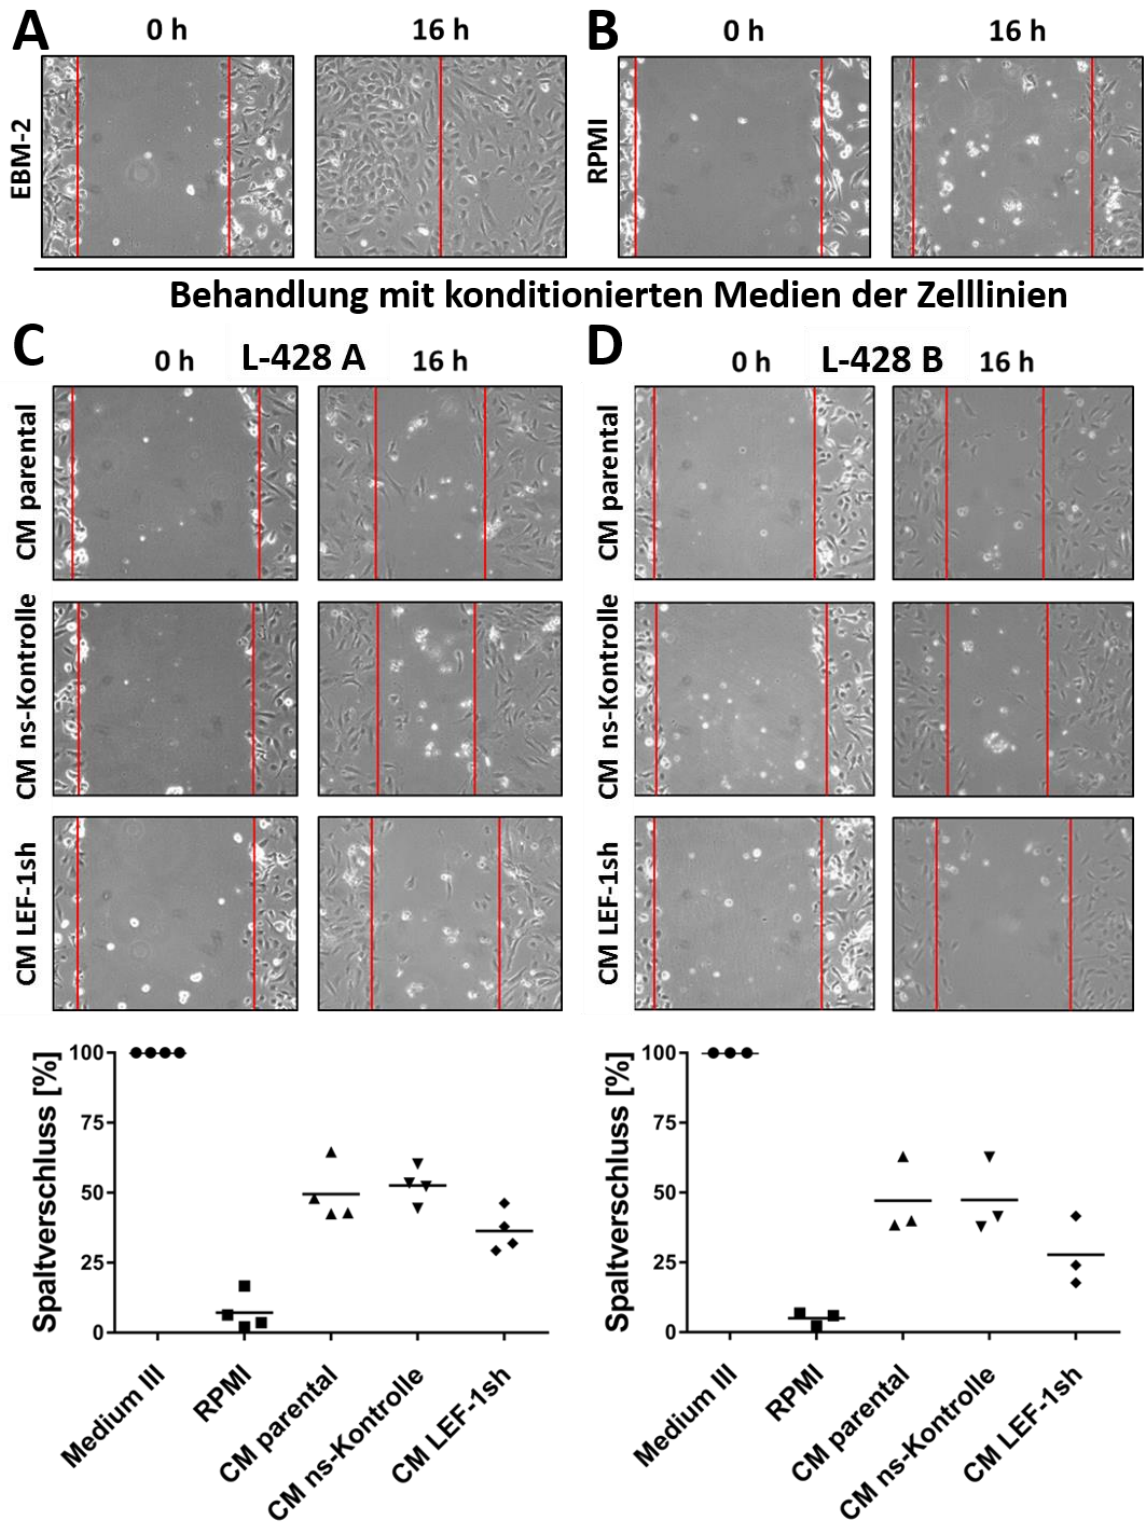 A
0 h
16 h
B
0 h
16 h
EBM-2
RPMI
Behandlung mit konditionierten Medien der Zelllinien
C
0 h
L-428 A
16 h
D
0 h
L-428 B
16 h
CM parental
CM parental
CM ns-Kontrolle
CM ns-Kontrolle
CM LEF-1sh
CM LEF-1sh
Spaltverschluss [%]
100
75
50
25
0
Medium III
RPMI
CM parental
CM ns-Kontrolle
CM LEF-1sh
Spaltverschluss [%]
100
75
50
25
0
Medium III
RPMI
CM parental
CM ns-Kontrolle
CM LEF-1sh